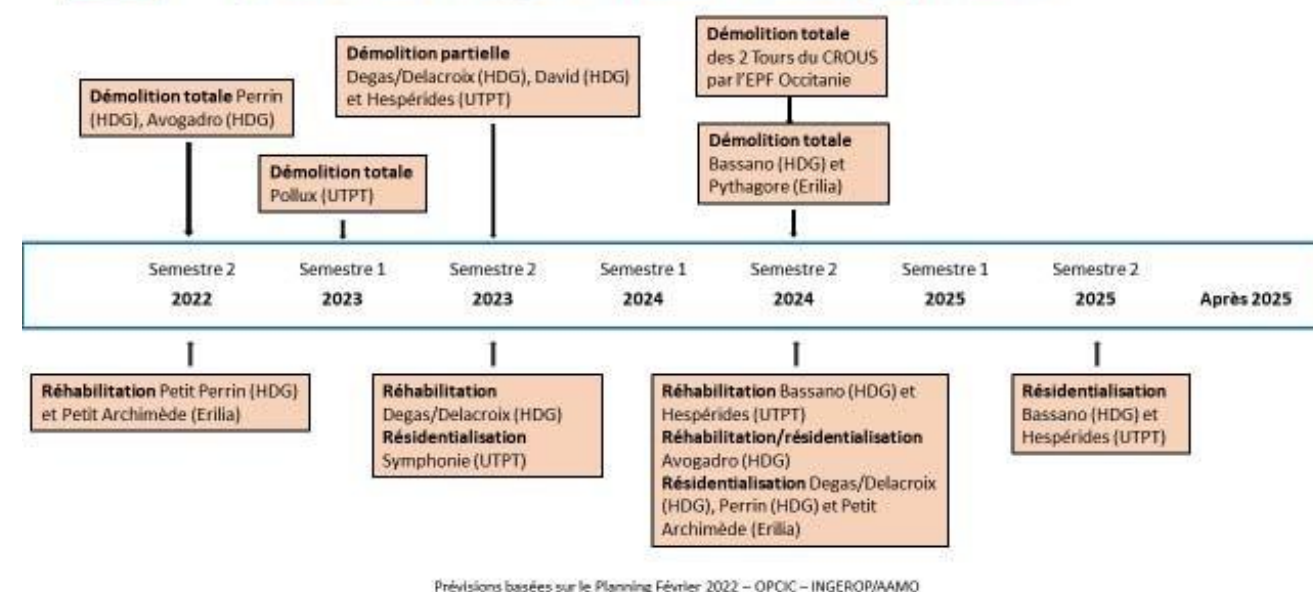 Démolition totale
des 2 Tours du CROUS
par l'EPF Occitanie
Démolition partielle
Degas/Delacroix (HDG), David (HDG)
et Hespérides (UTPT)
Démolition totale Perrin
(HDG), Avogadro (HDG)
Démolition totale
Bassano (HDG) et
Pythagore (Erilia)
Démolition totale
Pollux (UTPT)
Semestre 2
2022
Semestre 1
2023
Semestre 2
2023
Semestre 1
2024
Semestre 2
2024
Semestre 1
2025
Semestre 2
2025
Après 2025
Réhabilitation Petit Perrin (HDG)
et Petit Archimède (Erilia)
Réhabilitation
Degas/Delacroix (HDG)
Résidentialisation
Symphonie (UTPT)
Réhabilitation Bassano (HDG) et
Hespérides (UTPT)
Réhabilitation/résidentialisation
Avogadro (HDG)
Résidentialisation Degas/Delacroix
(HDG), Perrin (HDG) et Petit
Archimède (Erilia)
Résidentialisation
Bassano (HDG) et
Hespérides (UTPT)
Prévisions basées sur le Planning Février 2022 – OPCIC – INGEROP/AAMO